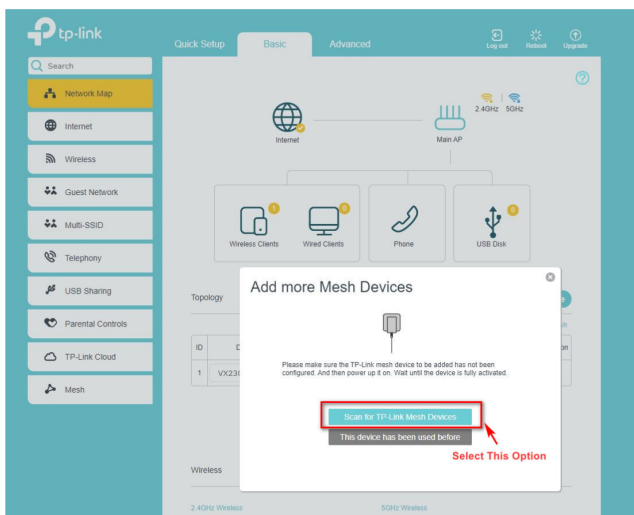 tp-link
Quick Setup
Basic
Advanced
Log out
Reboot
Upgrade
Search
Network Map
Internet
Wireless
Guest Network
Multi-SSID
Telephony
USB Sharing
Parental Controls
TP-Link Cloud
Mesh
2.4GHz 5GHz
Internet
Main AP
1
0
0
Wireless Clients
Wired Clients
Phone
USB Disk
Topology
ID
1 VX230
Add more Mesh Devices
Please make sure the TP-Link mesh device to be added has not been
configured. And then power up it on. Wait until the device is fully activated.
Scan for TP-Link Mesh Devices
This device has been used before
Select This Option
Wireless
2.4GHz Wireless
5GHz Wireless